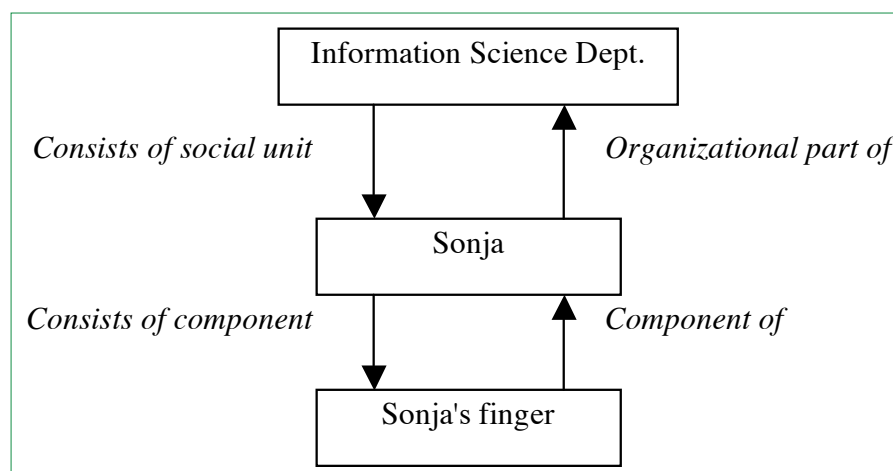 Information Science Dept.
Consists of social unit
Organizational part of
Sonja
Consists of component
Component of
Sonja's finger